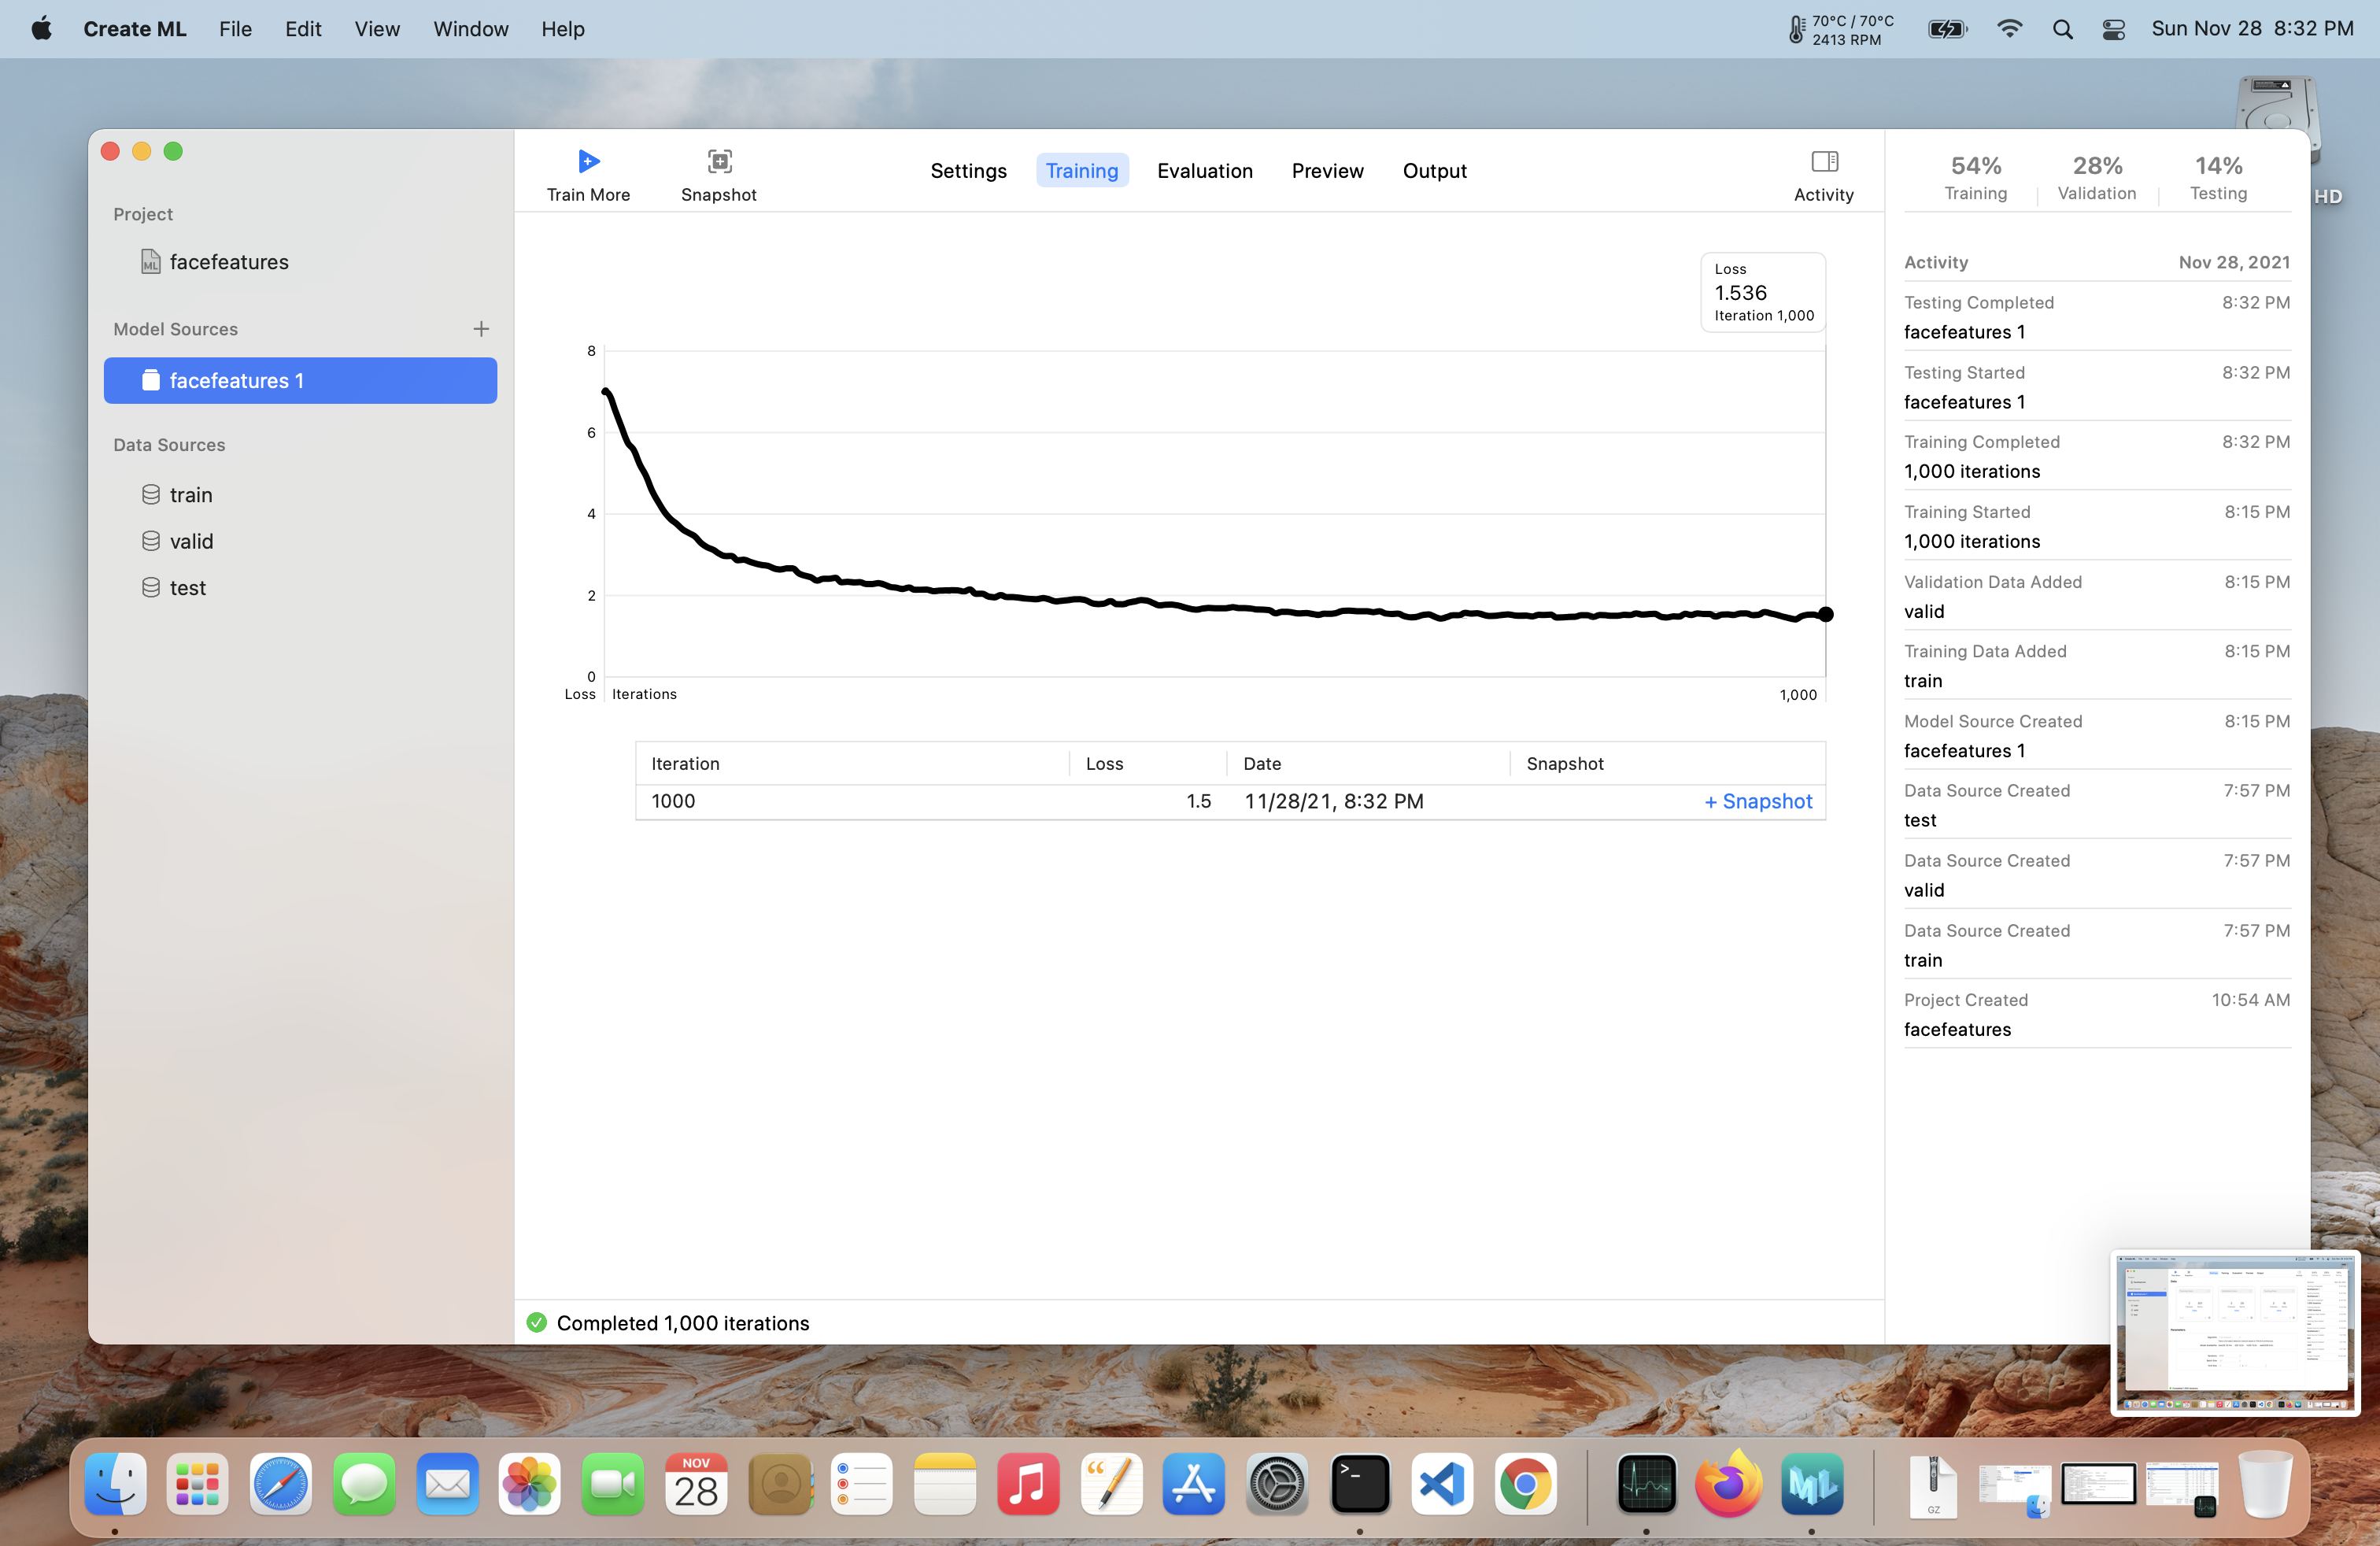 Create ML File Edit View Window Help
70°C / 70°C
2413 RPM
Sun Nov 28 8:32 PM
HD
Project
facefeatures
Model Sources
facefeatures 1
Data Sources
train
valid
test
Train More
Snapshot
Settings Training Evaluation Preview Output
Activity
Loss
1.536
Iteration 1,000
8
6
4
2
0
Loss Iterations 1,000
Iteration Loss Date Snapshot
1000 1.5 11/28/21, 8:32 PM + Snapshot
Completed 1,000 iterations
54% 28% 14%
Training Validation Testing
Activity Nov 28, 2021
Testing Completed 8:32 PM
facefeatures 1
Testing Started 8:32 PM
facefeatures 1
Training Completed 8:32 PM
1,000 iterations
Training Started 8:15 PM
1,000 iterations
Validation Data Added 8:15 PM
valid
Training Data Added 8:15 PM
train
Model Source Created 8:15 PM
facefeatures 1
Data Source Created 7:57 PM
test
Data Source Created 7:57 PM
valid
Data Source Created 7:57 PM
train
Project Created 10:54 AM
facefeatures
NOV
28
ML
GZ